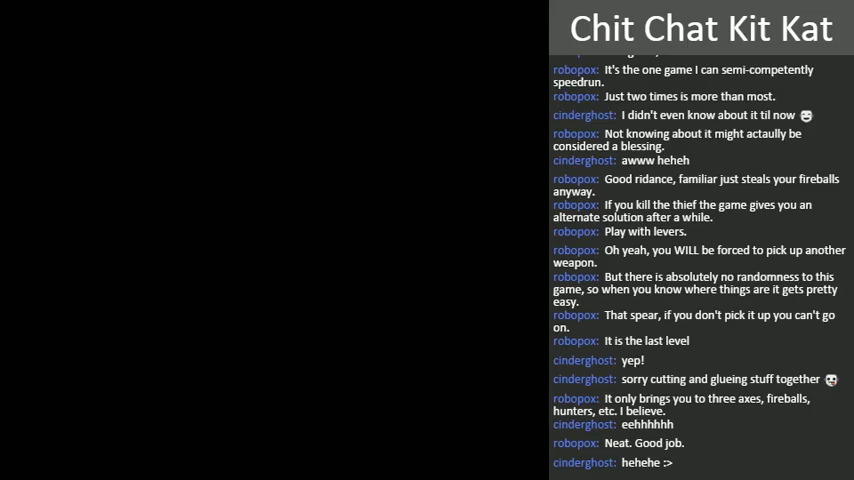 Chit Chat Kit Kat
robopox: It's the one game I can semi-competently
speedrun.
robopox: Just two times is more than most.
cinderghost: I didn't even know about it til now
robopox: Not knowing about it might actaully be
considered a blessing.
cinderghost: awww heheh
robopox: Good ridance, familiar just steals your fireballs
anyway.
robopox: If you kill the thief the game gives you an
alternate solution after a while.
robopox: Play with levers.
robopox: Oh yeah, you WILL be forced to pick up another
weapon.
robopox: But there is absolutely no randomness to this
game, so when you know where things are it gets pretty
easy.
robopox: That spear, if you don't pick it up you can't go
on.
robopox: It is the last level
cinderghost: yep!
cinderghost: sorry cutting and glueing stuff together
robopox: It only brings you to three axes, fireballs,
hunters, etc. I believe.
cinderghost: eehhhhhh
robopox: Neat. Good job.
cinderghost: hehehe :>